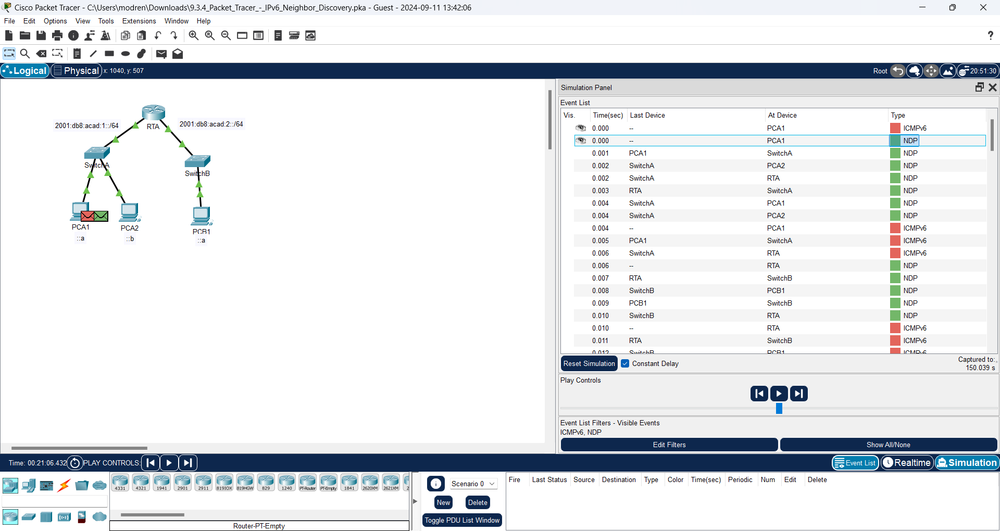 Cisco Packet Tracer - C:\Users\modren\Downloads\9.3.4_Packet_Tracer_-_IPv6_Neighbor_Discovery.pka - Guest - 2024-09-11 13:42:06
File Edit Options View Tools Extensions Window Help
?
Logical Physical x: 1040, y: 507 Root 20:51:30
2001:db8:acad:1::/64
RTA
2001:db8:acad:2::/64
SwitchA
SwitchB
PCA1
::a
PCA2
::b
PCB1
::a
Simulation Panel
Event List
Vis. Time(sec) Last Device At Device Type
0.000 -- PCA1 ICMPv6
0.000 -- PCA1 NDP
0.001 PCA1 SwitchA NDP
0.002 SwitchA PCA2 NDP
0.002 SwitchA RTA NDP
0.003 RTA SwitchA NDP
0.004 SwitchA PCA1 NDP
0.004 SwitchA PCA2 NDP
0.004 -- PCA1 ICMPv6
0.005 PCA1 SwitchA ICMPv6
0.006 SwitchA RTA ICMPv6
0.006 -- RTA NDP
0.007 RTA SwitchB NDP
0.008 SwitchB PCB1 NDP
0.009 PCB1 SwitchB NDP
0.010 SwitchB RTA NDP
0.010 -- RTA ICMPv6
0.011 RTA SwitchB ICMPv6
0.012 SwitchB PCB1 ICMPv6
Reset Simulation Constant Delay
Captured to:
150.039 s
Play Controls
Event List Filters - Visible Events
ICMPv6, NDP
Edit Filters Show All/None
Time: 00:21:06.432 PLAY CONTROLS: Event List Realtime Simulation
4331 4321 1941 2901 2911 819IOX 819HGW 829 1240 PT-Router PT-Empty 1841 2620XM 2621XM 2
Router-PT-Empty
Scenario 0
New Delete
Toggle PDU List Window
Fire Last Status Source Destination Type Color Time(sec) Periodic Num Edit Delete